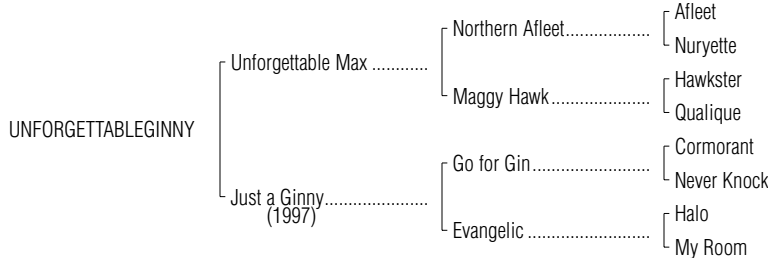 Afleet
Northern Afleet....................
Nuryette
Unforgettable Max ............
Hawkster
Maggy Hawk .......................
Qualique
UNFORGETTABLEGINNY
Cormorant
Go for Gin............................
Never Knock
Just a Ginny......................
(1997)
Halo
Evangelic .............................
My Room